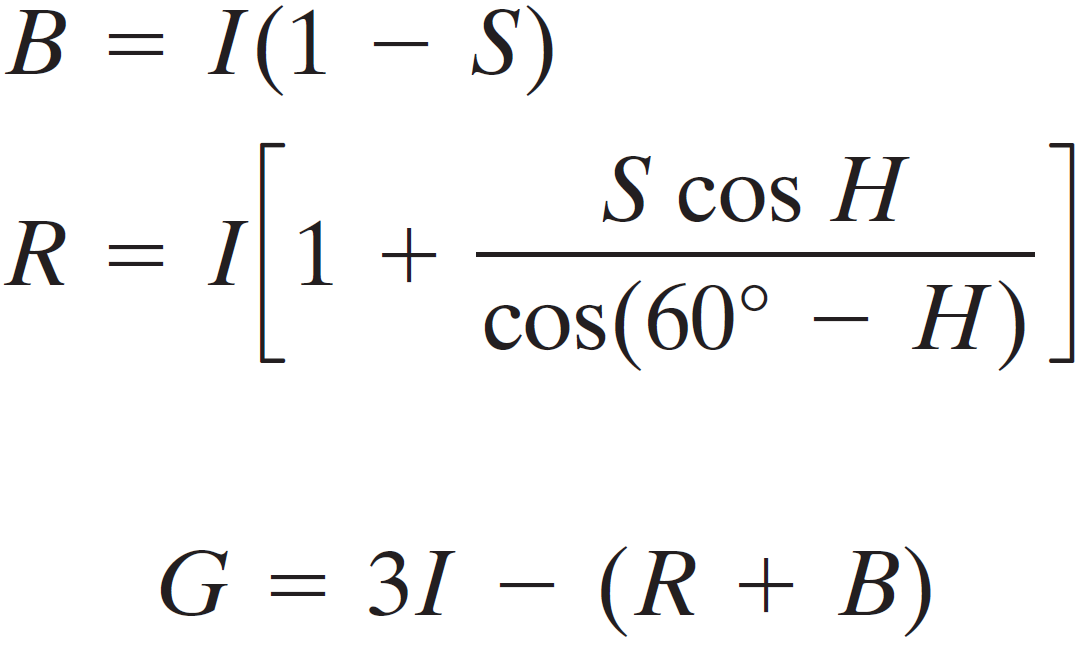 B = I(1 − S)
R = I[1 + S cos H / cos(60° − H)]
G = 3I − (R + B)